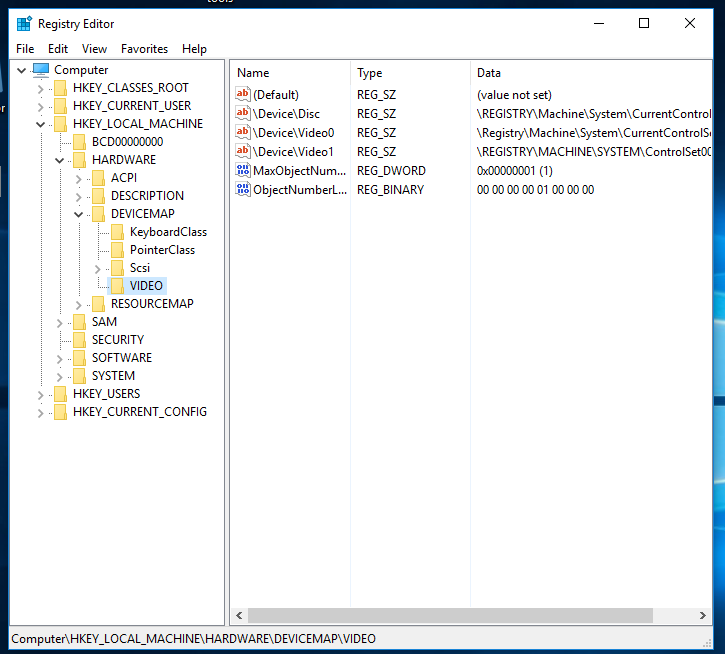 tools
Registry Editor
File Edit View Favorites Help
Computer
HKEY_CLASSES_ROOT
HKEY_CURRENT_USER
HKEY_LOCAL_MACHINE
BCD00000000
HARDWARE
ACPI
DESCRIPTION
DEVICEMAP
KeyboardClass
PointerClass
Scsi
VIDEO
RESOURCEMAP
SAM
SECURITY
SOFTWARE
SYSTEM
HKEY_USERS
HKEY_CURRENT_CONFIG
Name Type Data
(Default) REG_SZ (value not set)
\Device\Disc REG_SZ \REGISTRY\Machine\System\CurrentControl
\Device\Video0 REG_SZ \Registry\Machine\System\CurrentControlSe
\Device\Video1 REG_SZ \REGISTRY\MACHINE\SYSTEM\ControlSet00
MaxObjectNum... REG_DWORD 0x00000001 (1)
ObjectNumberL... REG_BINARY 00 00 00 00 01 00 00 00
Computer\HKEY_LOCAL_MACHINE\HARDWARE\DEVICEMAP\VIDEO